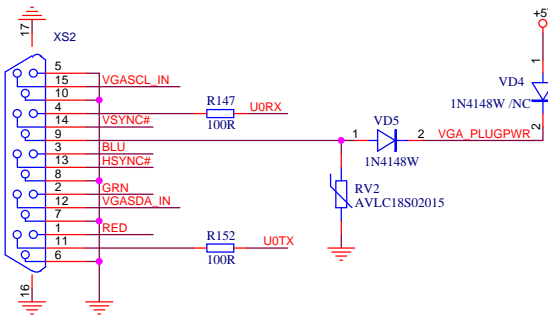 17
XS2
+5
5
15
VGASCL_IN
10
4
R147
U0RX
100R
14
VSYNC#
9
3
BLU
13
HSYNC#
8
2
GRN
12
VGASDA_IN
7
1
RED
11
R152
U0TX
100R
6
16
VD5
1
2
VGA_PLUGPWR
1N4148W
RV2
AVLC18S02015
1
VD4
1N4148W /NC
2